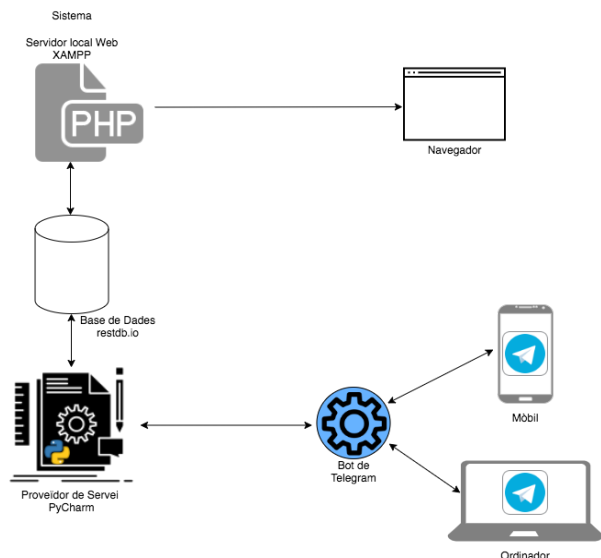 Sistema
Servidor local Web
XAMPP
PHP
Navegador
Base de Dades
restdb.io
Mòbil
Bot de
Telegram
Proveïdor de Servei
PyCharm
Ordinador